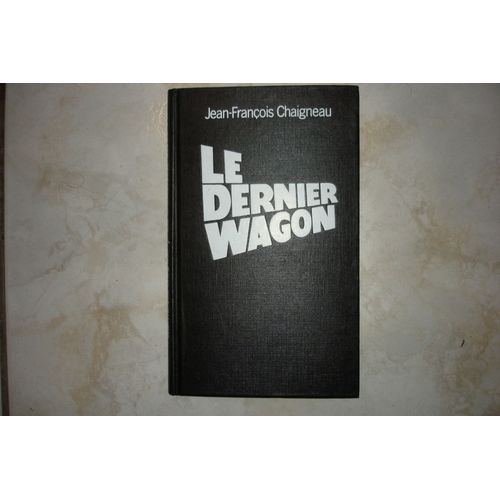 Jean-François Chaigneau
LE
DERNIER
WAGON